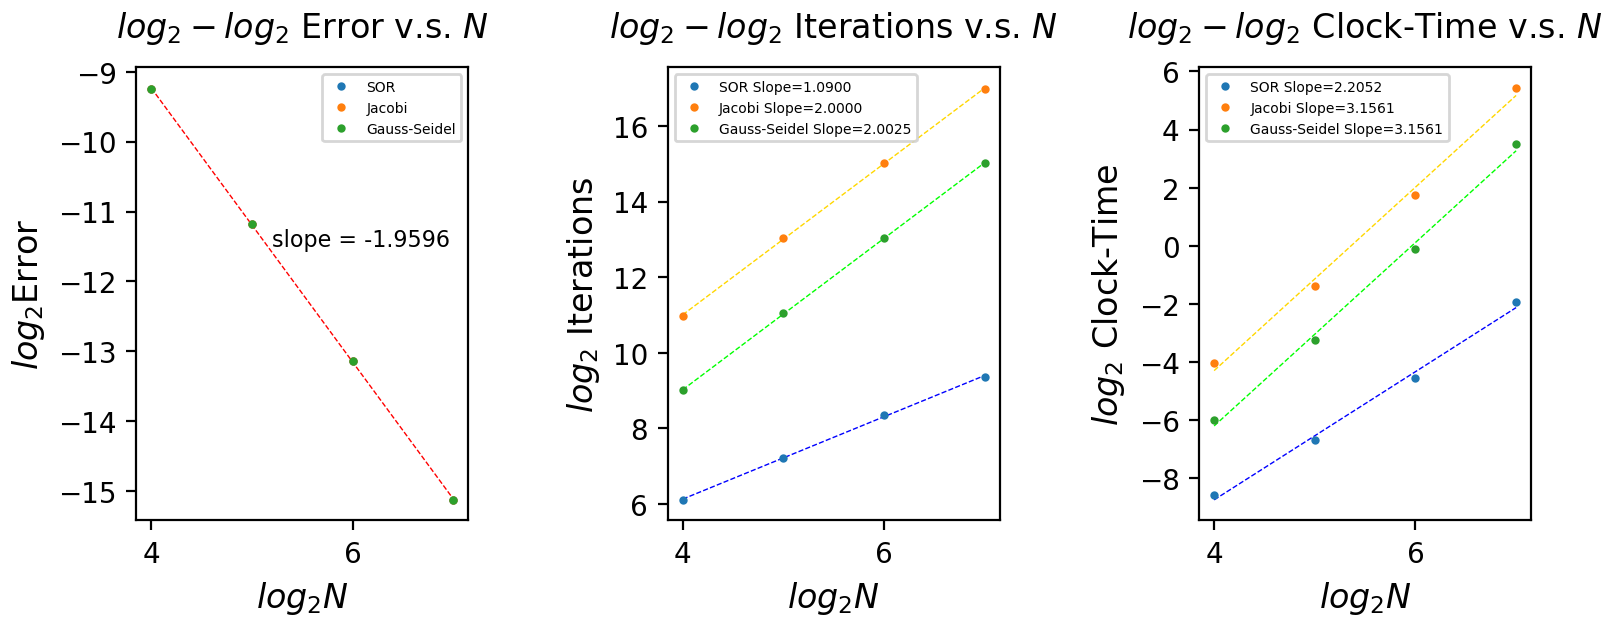 log₂ − log₂ Error v.s. N
−9
−10
−11
−12
−13
−14
−15
log₂Error
SOR
Jacobi
Gauss-Seidel
slope = -1.9596
4
6
log₂N
log₂ − log₂ Iterations v.s. N
16
14
12
10
8
6
log₂ Iterations
SOR Slope=1.0900
Jacobi Slope=2.0000
Gauss-Seidel Slope=2.0025
4
6
log₂N
log₂ − log₂ Clock-Time v.s. N
6
4
2
0
−2
−4
−6
−8
log₂ Clock-Time
SOR Slope=2.2052
Jacobi Slope=3.1561
Gauss-Seidel Slope=3.1561
4
6
log₂N